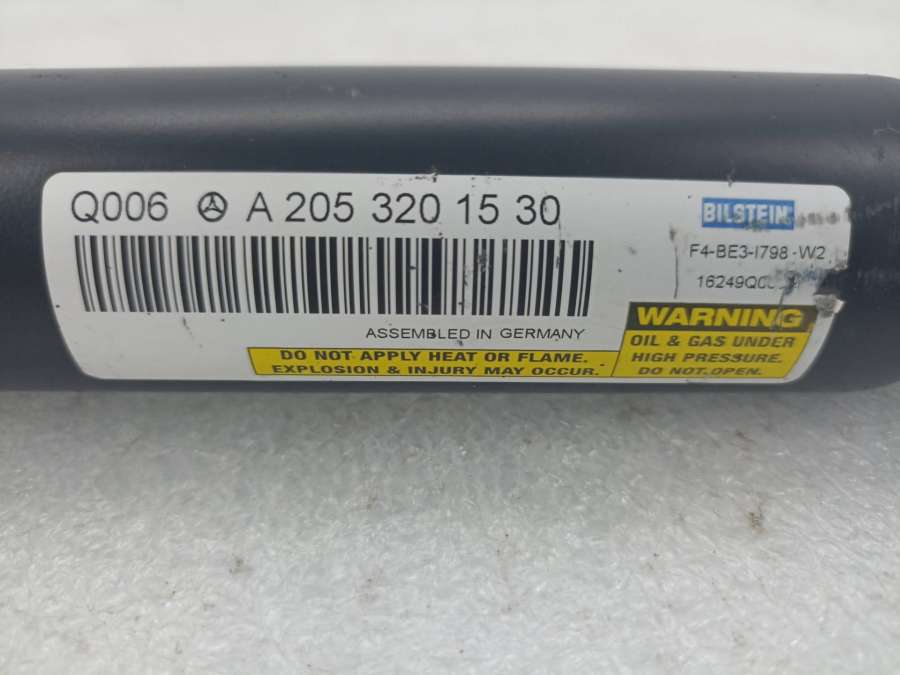 Q006 A 205 320 15 30
BILSTEIN
F4-BE3-I798-W2
ASSEMBLED IN GERMANY
WARNING
OIL & GAS UNDER
HIGH PRESSURE.
DO NOT OPEN.
DO NOT APPLY HEAT OR FLAME.
EXPLOSION & INJURY MAY OCCUR.